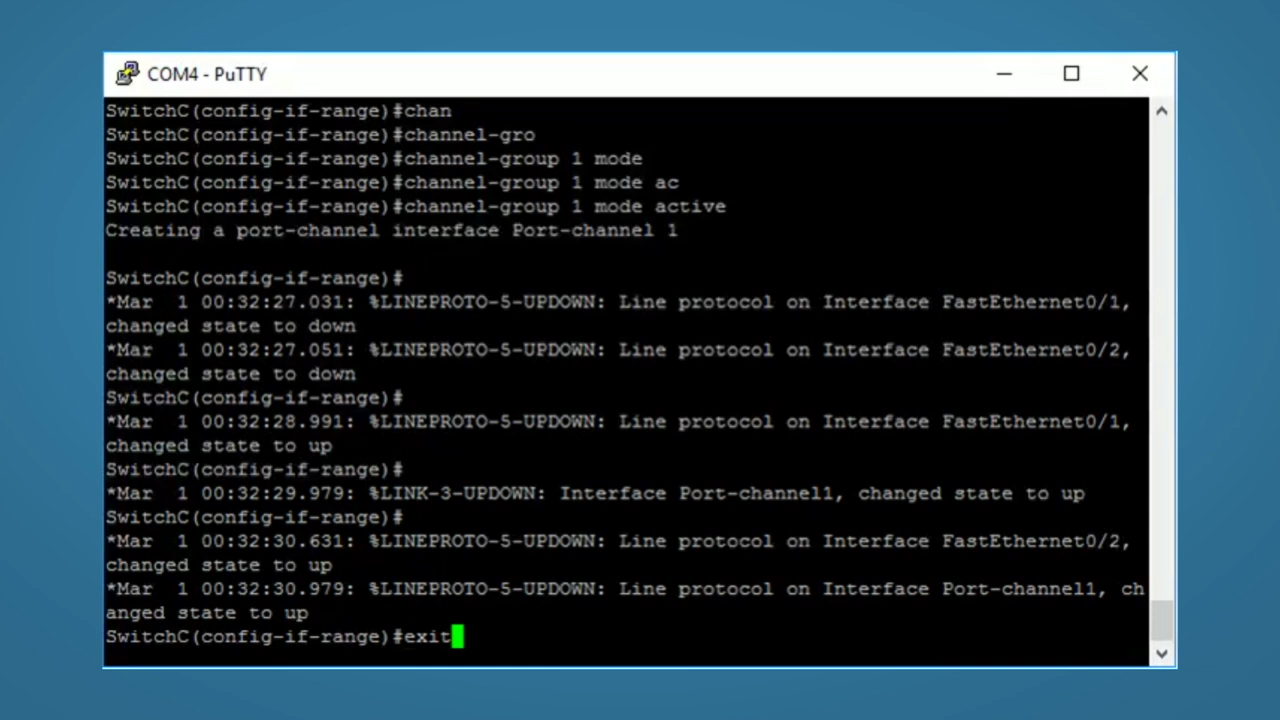 COM4 - PuTTY
SwitchC(config-if-range)#chan
SwitchC(config-if-range)#channel-gro
SwitchC(config-if-range)#channel-group 1 mode
SwitchC(config-if-range)#channel-group 1 mode ac
SwitchC(config-if-range)#channel-group 1 mode active
Creating a port-channel interface Port-channel 1
SwitchC(config-if-range)#
*Mar  1 00:32:27.031: %LINEPROTO-5-UPDOWN: Line protocol on Interface FastEthernet0/1,
changed state to down
*Mar  1 00:32:27.051: %LINEPROTO-5-UPDOWN: Line protocol on Interface FastEthernet0/2,
changed state to down
SwitchC(config-if-range)#
*Mar  1 00:32:28.991: %LINEPROTO-5-UPDOWN: Line protocol on Interface FastEthernet0/1,
changed state to up
SwitchC(config-if-range)#
*Mar  1 00:32:29.979: %LINK-3-UPDOWN: Interface Port-channel1, changed state to up
SwitchC(config-if-range)#
*Mar  1 00:32:30.631: %LINEPROTO-5-UPDOWN: Line protocol on Interface FastEthernet0/2,
changed state to up
*Mar  1 00:32:30.979: %LINEPROTO-5-UPDOWN: Line protocol on Interface Port-channel1, ch
anged state to up
SwitchC(config-if-range)#exit